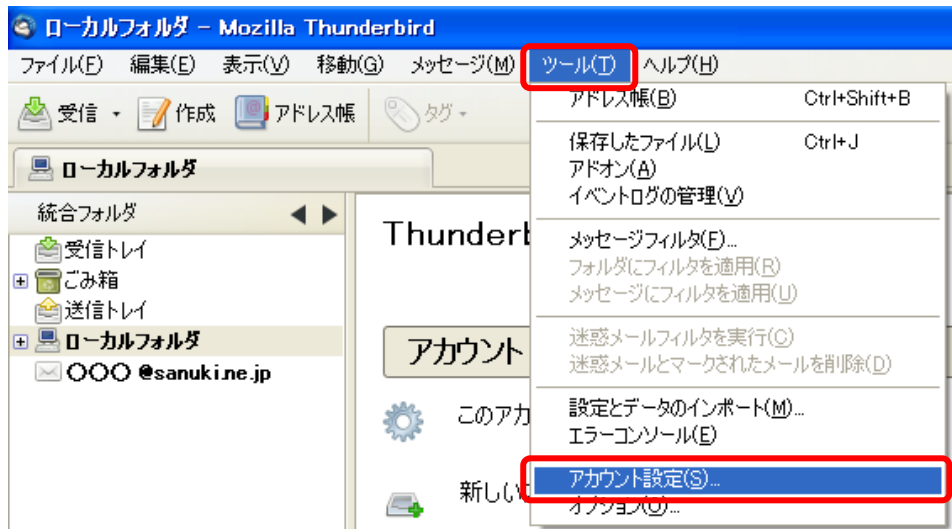 ローカルフォルダ - Mozilla Thunderbird
ファイル(F) 編集(E) 表示(V) 移動(G) メッセージ(M) ツール(T) ヘルプ(H)
受信 作成 アドレス帳 タグ
ローカルフォルダ
統合フォルダ
受信トレイ
ごみ箱
送信トレイ
ローカルフォルダ
〇〇〇 @sanuki.ne.jp
Thunderb
アカウント
このアカ
新しい
アドレス帳(B) Ctrl+Shift+B
保存したファイル(L) Ctrl+J
アドオン(A)
イベントログの管理(V)
メッセージフィルタ(F)...
フォルダにフィルタを適用(R)
メッセージにフィルタを適用(U)
迷惑メールフィルタを実行(C)
迷惑メールとマークされたメールを削除(D)
設定とデータのインポート(M)...
エラーコンソール(E)
アカウント設定(S)...
オプション(O)...